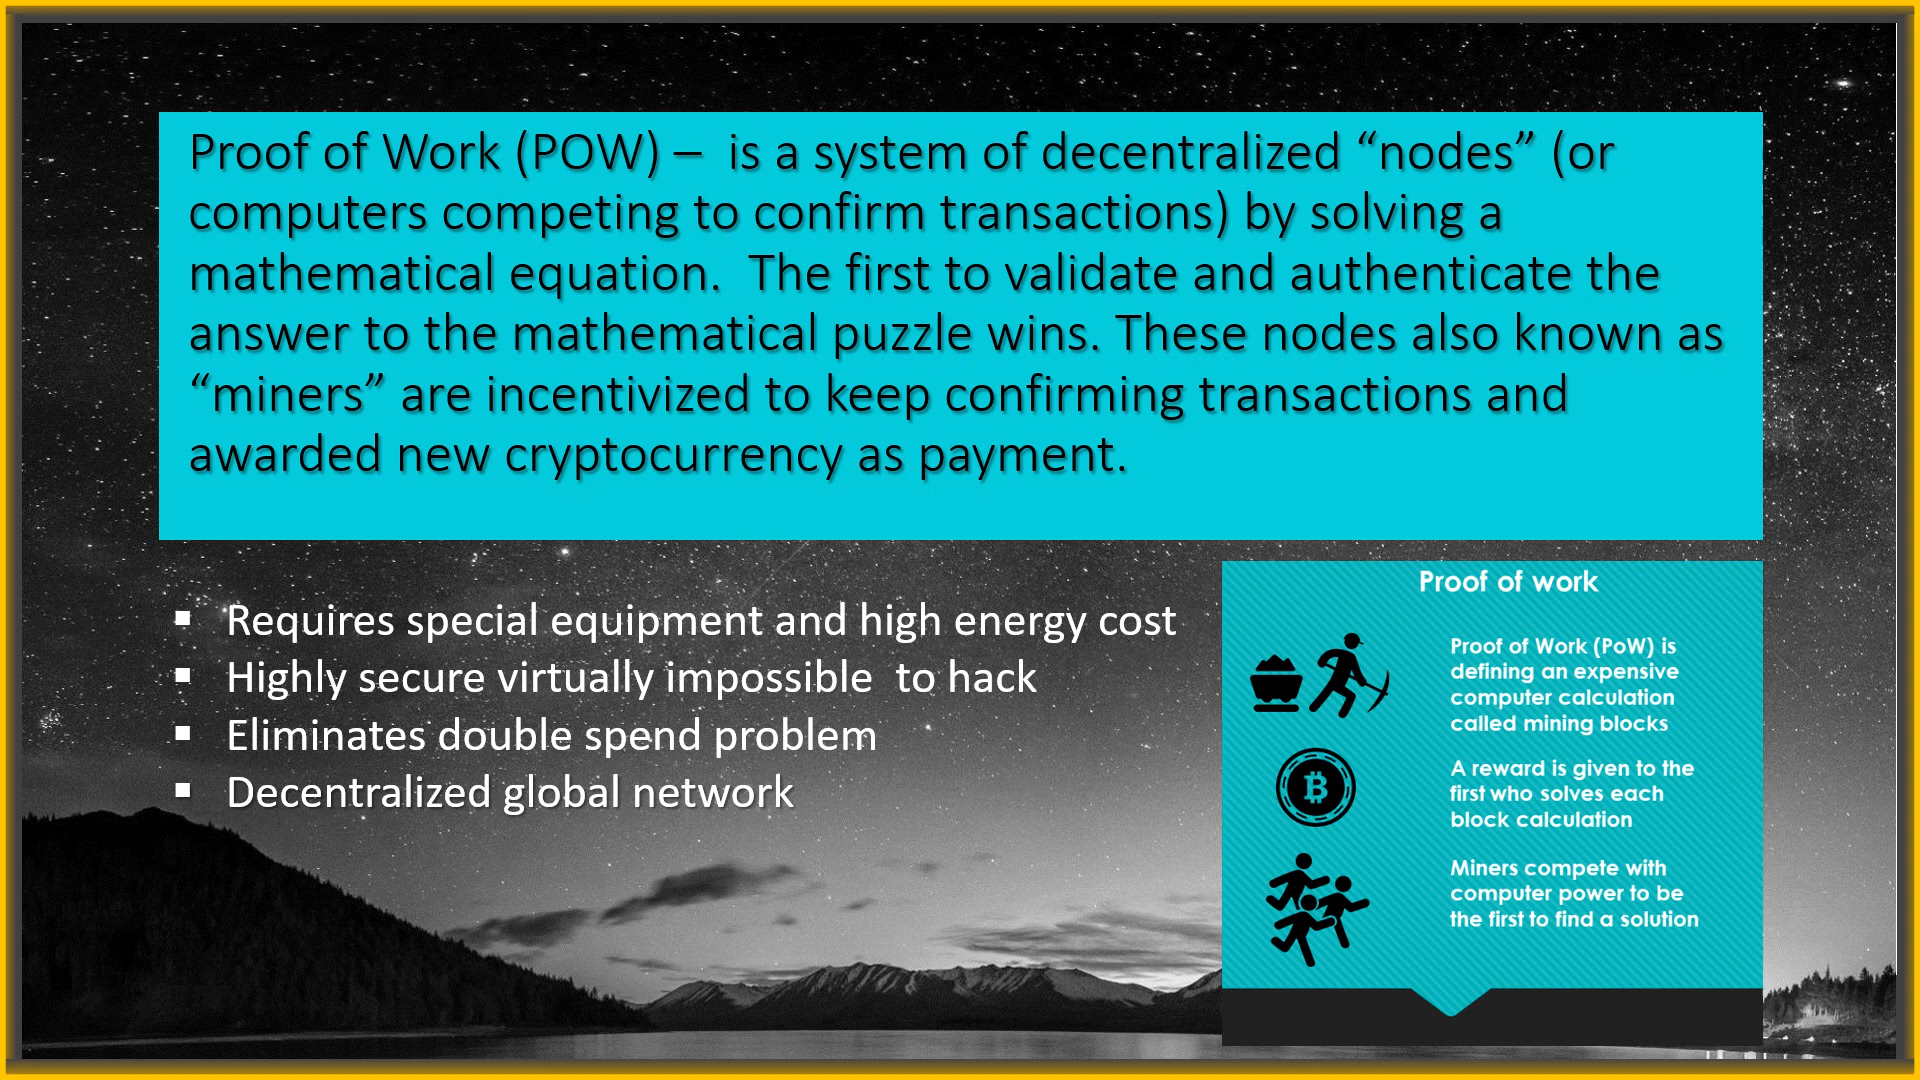 Proof of Work (POW) –  is a system of decentralized “nodes” (or
computers competing to confirm transactions) by solving a
mathematical equation.  The first to validate and authenticate the
answer to the mathematical puzzle wins. These nodes also known as
“miners” are incentivized to keep confirming transactions and
awarded new cryptocurrency as payment.
▪ Requires special equipment and high energy cost
▪ Highly secure virtually impossible  to hack
▪ Eliminates double spend problem
▪ Decentralized global network
Proof of work
Proof of Work (PoW) is
defining an expensive
computer calculation
called mining blocks
A reward is given to the
first who solves each
block calculation
Miners compete with
computer power to be
the first to find a solution